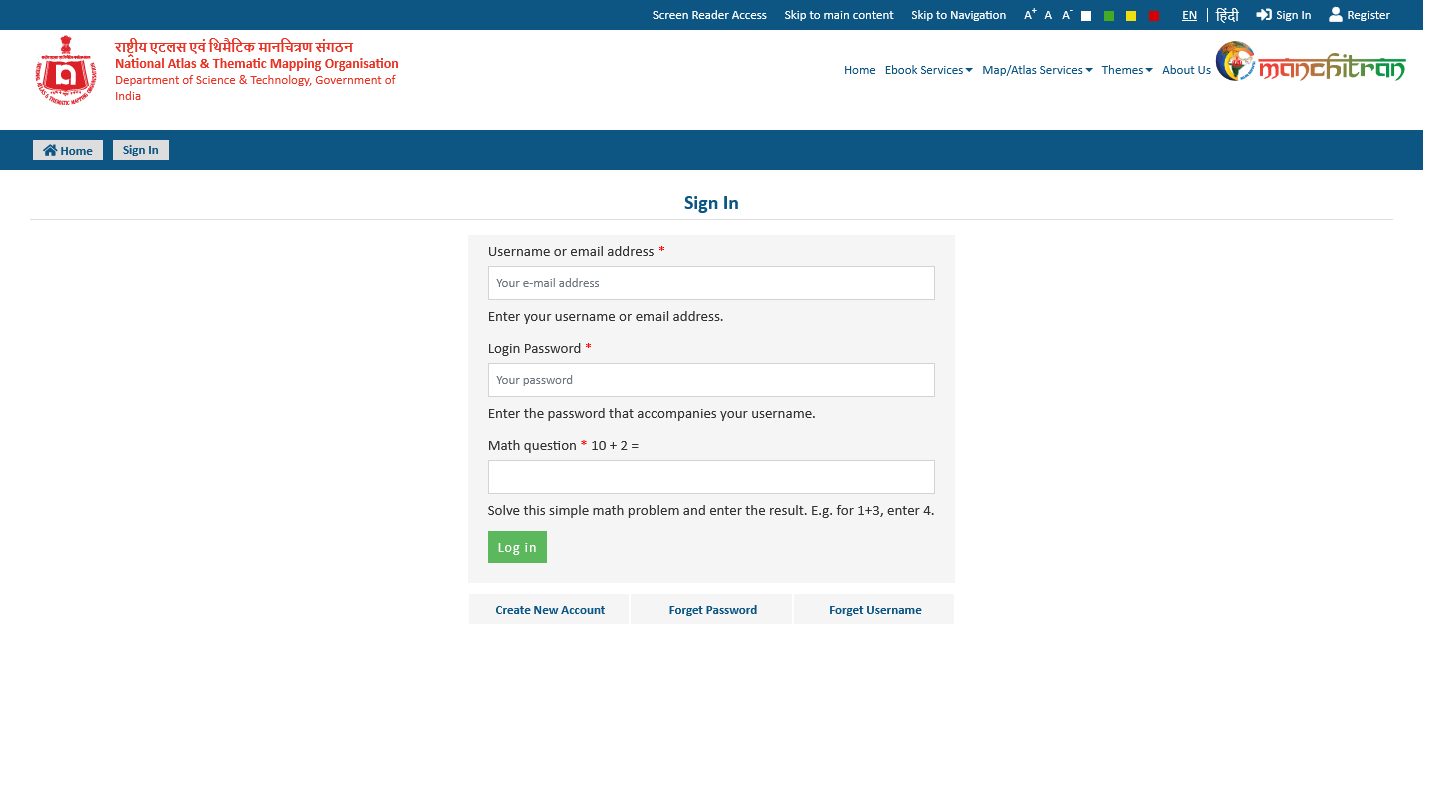 Screen Reader Access Skip to main content Skip to Navigation A+ A A- EN हिंदी Sign In Register
राष्ट्रीय एटलस एवं थिमैटिक मानचित्रण संगठन
National Atlas & Thematic Mapping Organisation
Department of Science & Technology, Government of
India
Home Ebook Services Map/Atlas Services Themes About Us manchitran
Home Sign In
Sign In
Username or email address *
Your e-mail address
Enter your username or email address.
Login Password *
Your password
Enter the password that accompanies your username.
Math question * 10 + 2 =
Solve this simple math problem and enter the result. E.g. for 1+3, enter 4.
Log in
Create New Account Forget Password Forget Username